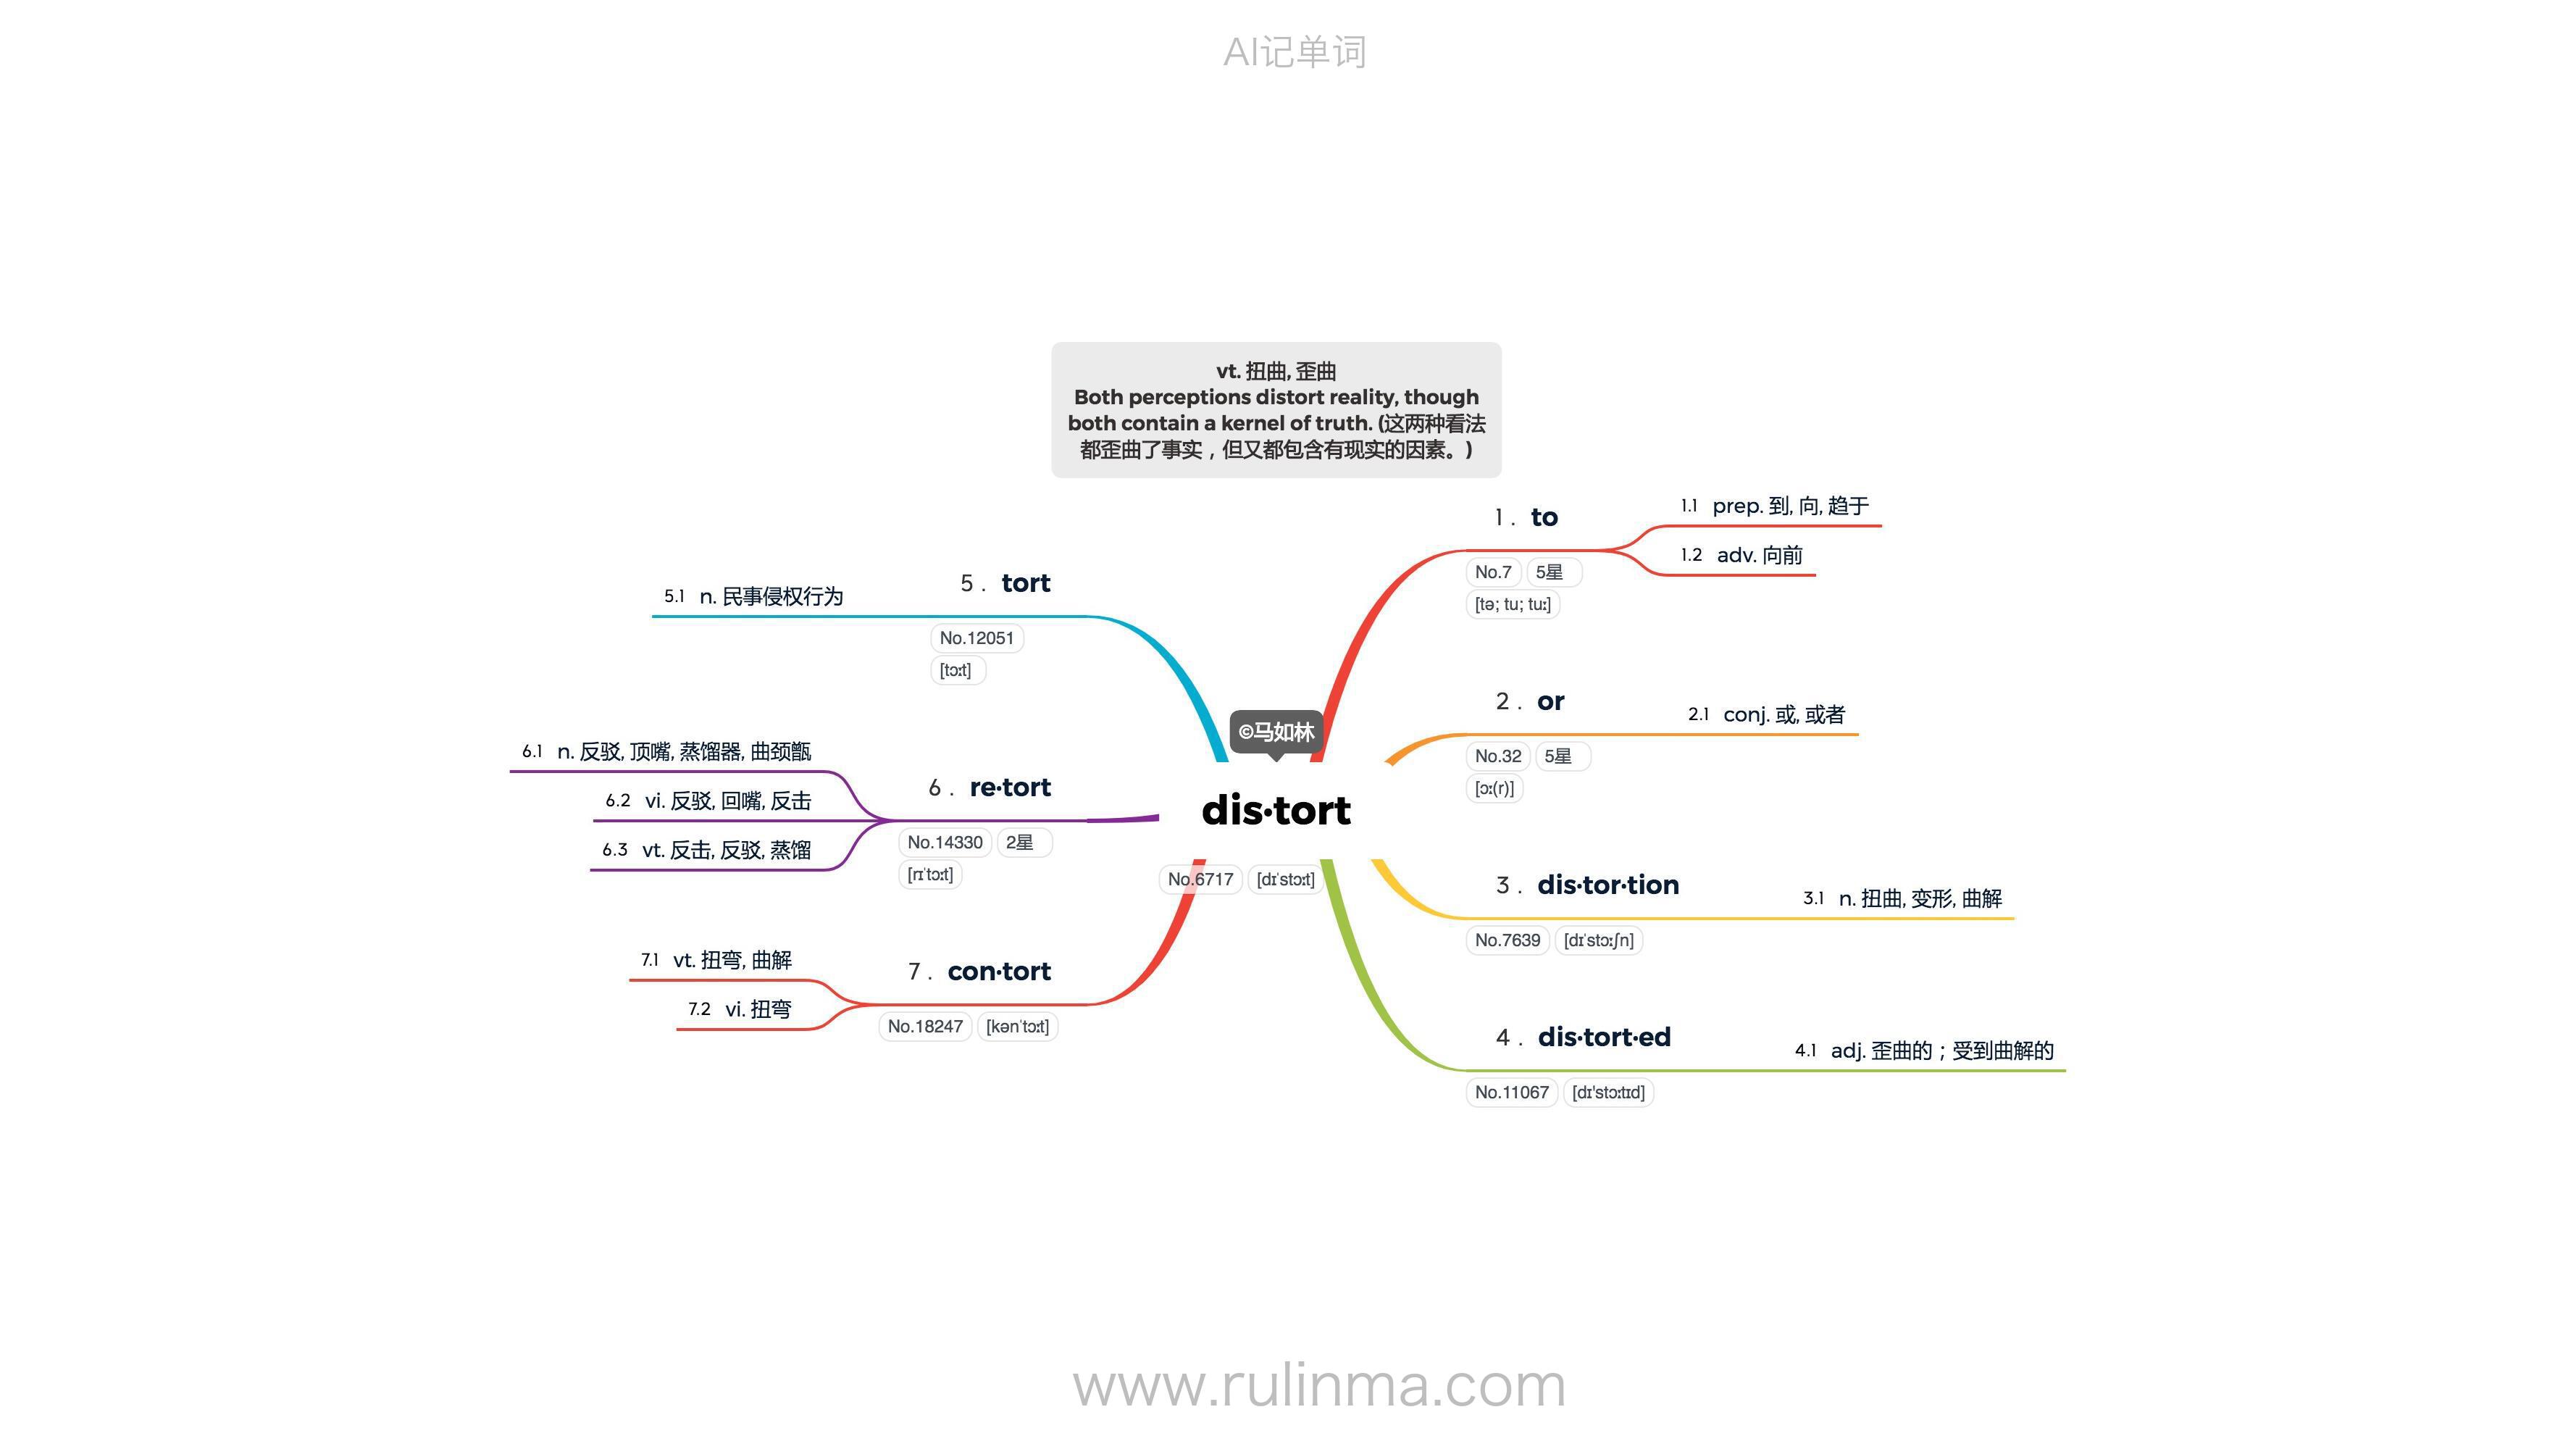 AI记单词
vt. 扭曲, 歪曲
Both perceptions distort reality, though
both contain a kernel of truth. (这两种看法
都歪曲了事实，但又都包含有现实的因素。)
©马如林
dis·tort
No.6717 [dɪˈstɔːt]
1 . to
No.7 5星
[tə; tu; tuː]
1.1 prep. 到, 向, 趋于
1.2 adv. 向前
2 . or
No.32 5星
[ɔː(r)]
2.1 conj. 或, 或者
3 . dis·tor·tion
No.7639 [dɪˈstɔːʃn]
3.1 n. 扭曲, 变形, 曲解
4 . dis·tort·ed
No.11067 [dɪ'stɔːtɪd]
4.1 adj. 歪曲的；受到曲解的
5 . tort
No.12051
[tɔːt]
5.1 n. 民事侵权行为
6 . re·tort
No.14330 2星
[rɪˈtɔːt]
6.1 n. 反驳, 顶嘴, 蒸馏器, 曲颈甑
6.2 vi. 反驳, 回嘴, 反击
6.3 vt. 反击, 反驳, 蒸馏
7 . con·tort
No.18247 [kənˈtɔːt]
7.1 vt. 扭弯, 曲解
7.2 vi. 扭弯
www.rulinma.com